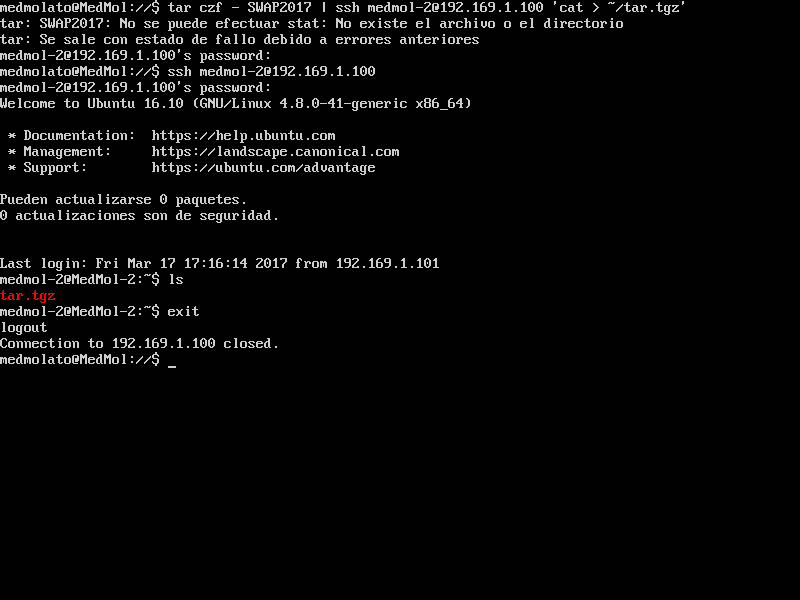 medmolato@MedMol://$ tar czf - SWAP2017 | ssh medmol-2@192.169.1.100 'cat > ~/tar.tgz'
tar: SWAP2017: No se puede efectuar stat: No existe el archivo o el directorio
tar: Se sale con estado de fallo debido a errores anteriores
medmol-2@192.169.1.100's password:
medmolato@MedMol://$ ssh medmol-2@192.169.1.100
medmol-2@192.169.1.100's password:
Welcome to Ubuntu 16.10 (GNU/Linux 4.8.0-41-generic x86_64)
* Documentation:  https://help.ubuntu.com
* Management:     https://landscape.canonical.com
* Support:        https://ubuntu.com/advantage
Pueden actualizarse 0 paquetes.
0 actualizaciones son de seguridad.
Last login: Fri Mar 17 17:16:14 2017 from 192.169.1.101
medmol-2@MedMol-2:~$ ls
tar.tgz
medmol-2@MedMol-2:~$ exit
logout
Connection to 192.169.1.100 closed.
medmolato@MedMol://$ _